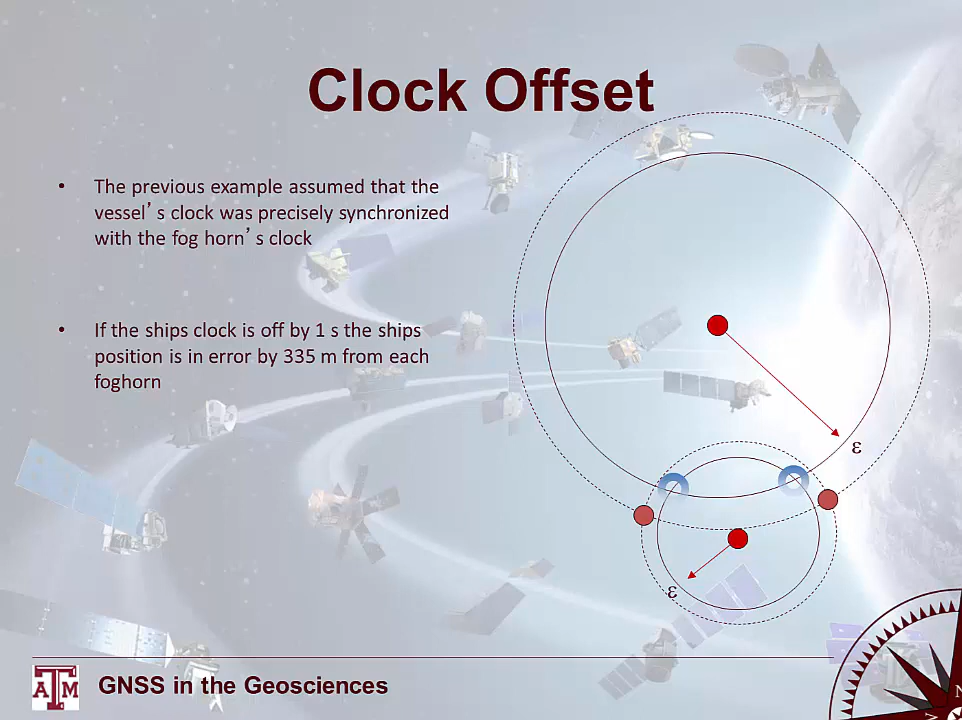 Clock Offset
• The previous example assumed that the
vessel’s clock was precisely synchronized
with the fog horn’s clock
• If the ships clock is off by 1 s the ships
position is in error by 335 m from each
foghorn
ε
ε
ATM
GNSS in the Geosciences
N